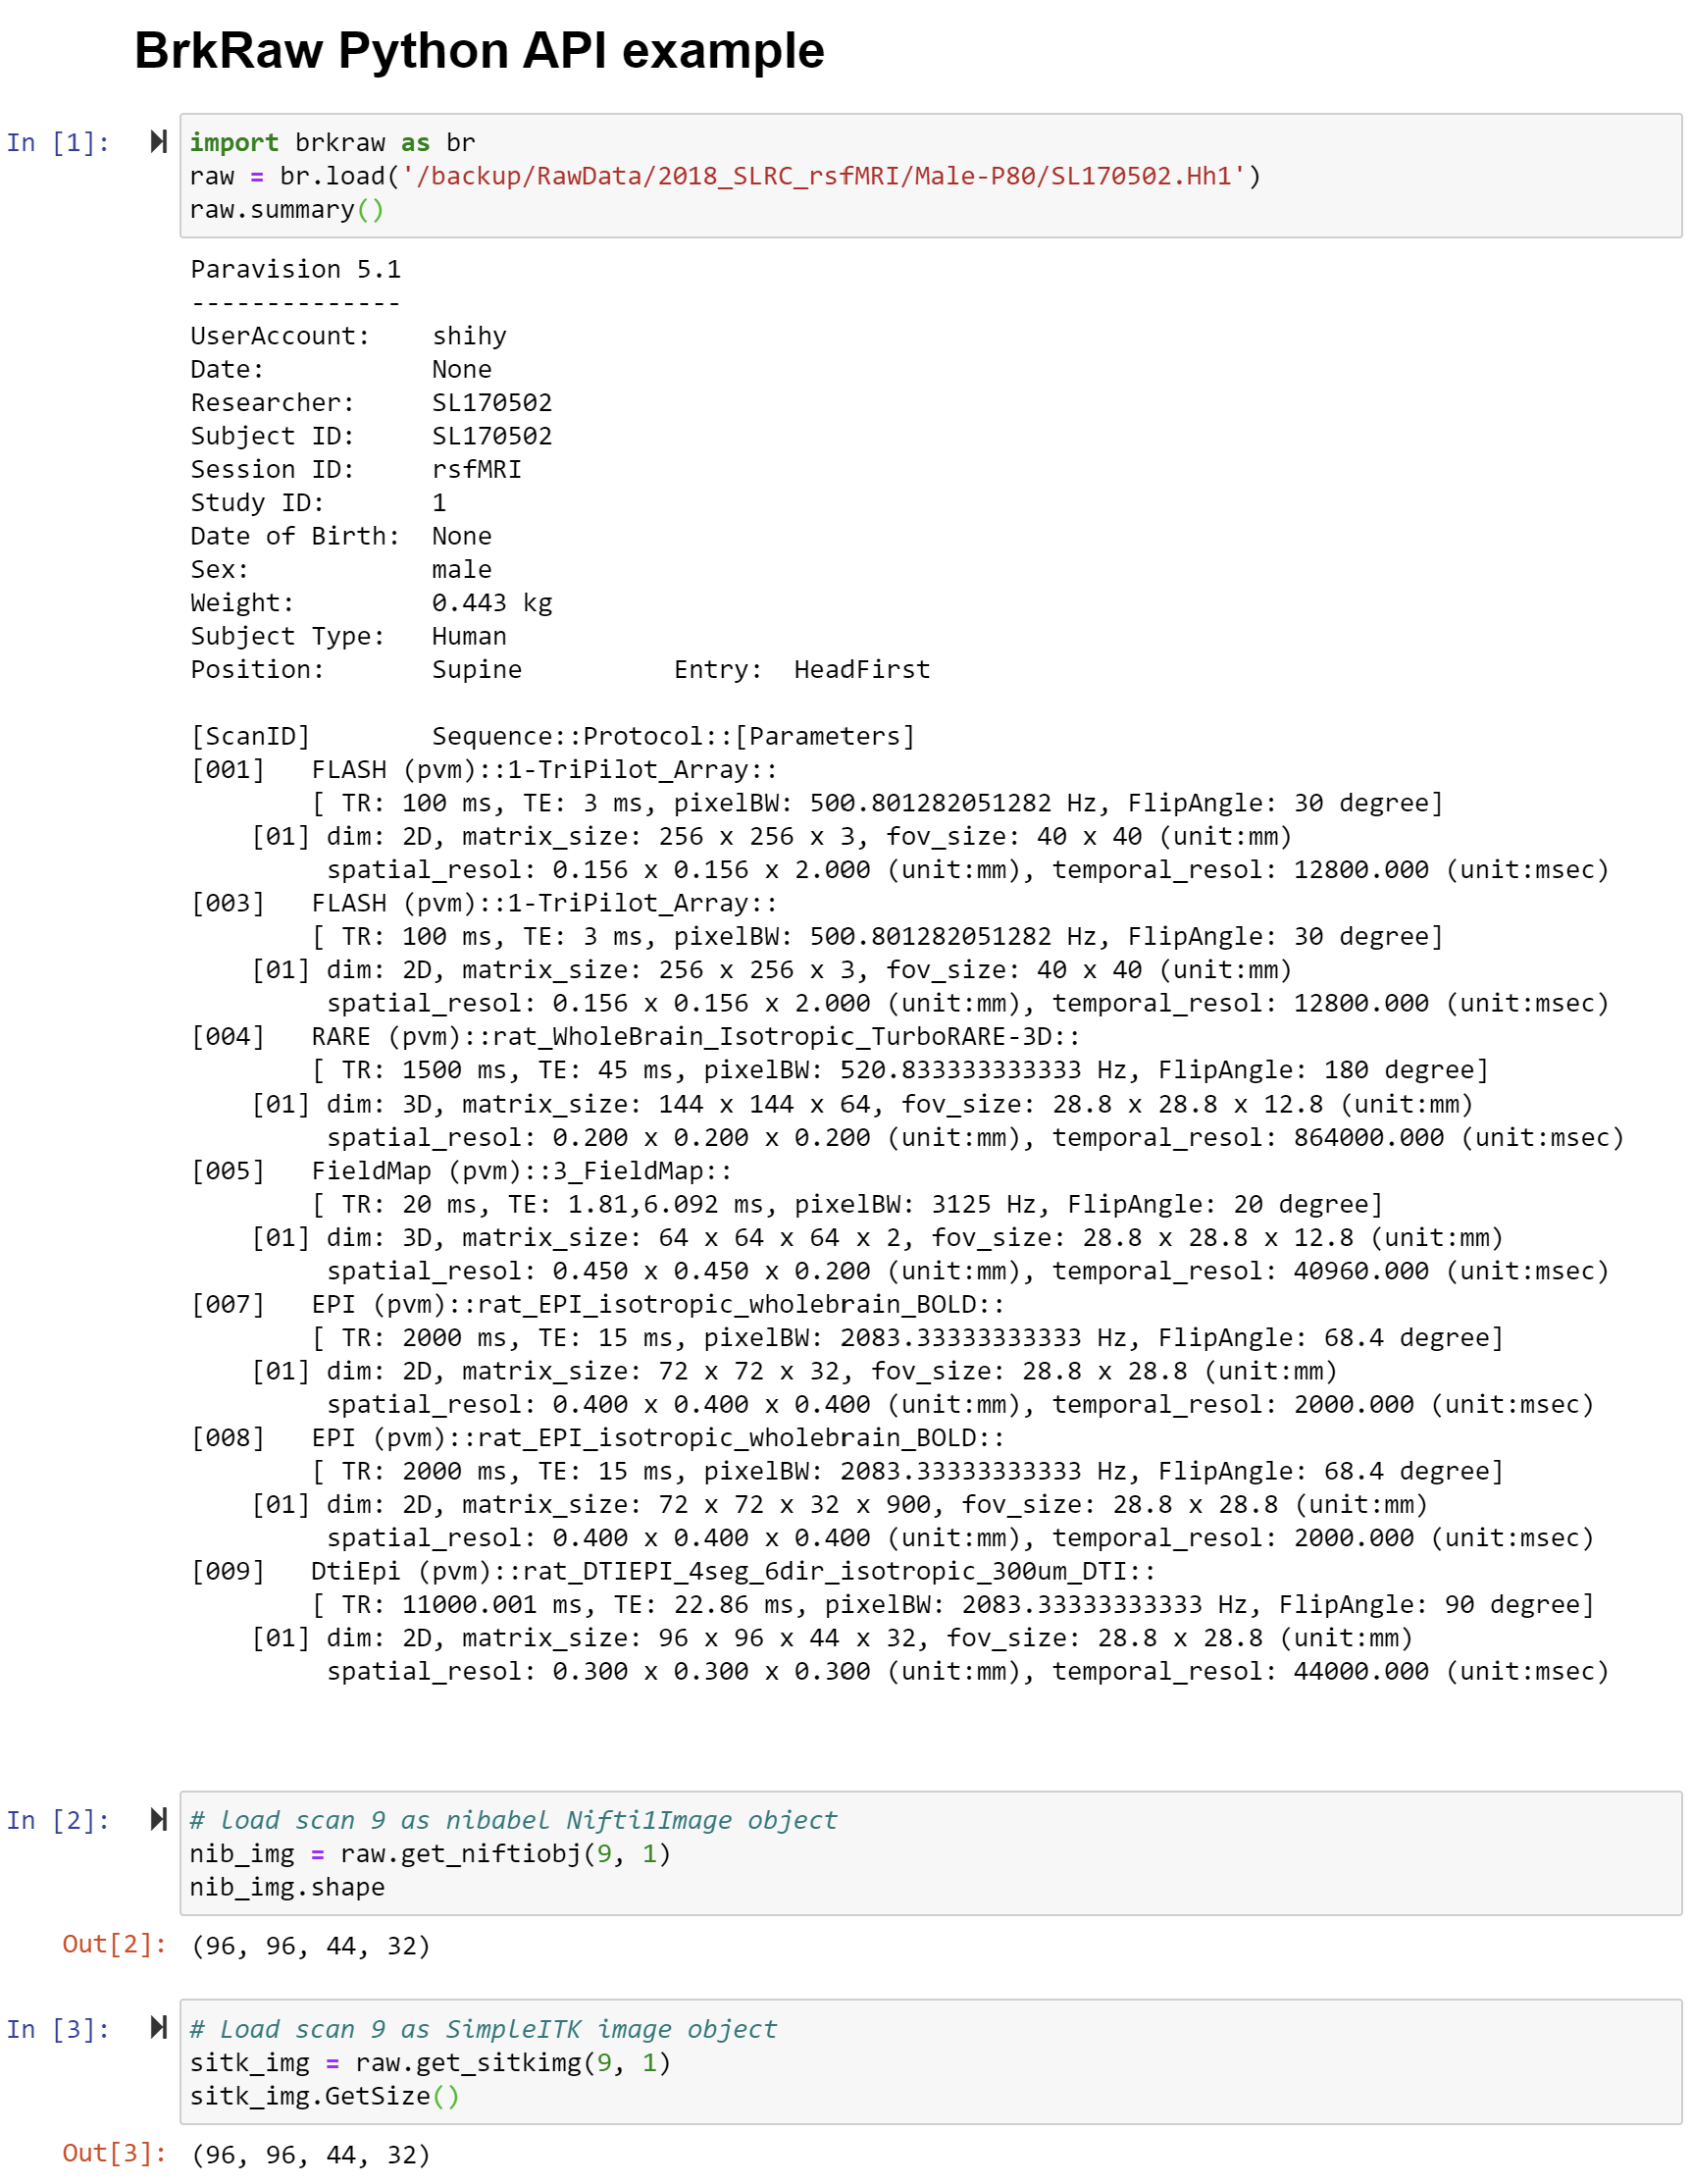 BrkRaw Python API example
In [1]:
import brkraw as br
raw = br.load('/backup/RawData/2018_SLRC_rsfMRI/Male-P80/SL170502.Hh1')
raw.summary()
Paravision 5.1
--------------
UserAccount:    shihy
Date:           None
Researcher:     SL170502
Subject ID:     SL170502
Session ID:     rsfMRI
Study ID:       1
Date of Birth:  None
Sex:            male
Weight:         0.443 kg
Subject Type:   Human
Position:       Supine          Entry:  HeadFirst
[ScanID]        Sequence::Protocol::[Parameters]
[001]   FLASH (pvm)::1-TriPilot_Array::
        [ TR: 100 ms, TE: 3 ms, pixelBW: 500.801282051282 Hz, FlipAngle: 30 degree]
    [01] dim: 2D, matrix_size: 256 x 256 x 3, fov_size: 40 x 40 (unit:mm)
         spatial_resol: 0.156 x 0.156 x 2.000 (unit:mm), temporal_resol: 12800.000 (unit:msec)
[003]   FLASH (pvm)::1-TriPilot_Array::
        [ TR: 100 ms, TE: 3 ms, pixelBW: 500.801282051282 Hz, FlipAngle: 30 degree]
    [01] dim: 2D, matrix_size: 256 x 256 x 3, fov_size: 40 x 40 (unit:mm)
         spatial_resol: 0.156 x 0.156 x 2.000 (unit:mm), temporal_resol: 12800.000 (unit:msec)
[004]   RARE (pvm)::rat_WholeBrain_Isotropic_TurboRARE-3D::
        [ TR: 1500 ms, TE: 45 ms, pixelBW: 520.833333333333 Hz, FlipAngle: 180 degree]
    [01] dim: 3D, matrix_size: 144 x 144 x 64, fov_size: 28.8 x 28.8 x 12.8 (unit:mm)
         spatial_resol: 0.200 x 0.200 x 0.200 (unit:mm), temporal_resol: 864000.000 (unit:msec)
[005]   FieldMap (pvm)::3_FieldMap::
        [ TR: 20 ms, TE: 1.81,6.092 ms, pixelBW: 3125 Hz, FlipAngle: 20 degree]
    [01] dim: 3D, matrix_size: 64 x 64 x 64 x 2, fov_size: 28.8 x 28.8 x 12.8 (unit:mm)
         spatial_resol: 0.450 x 0.450 x 0.200 (unit:mm), temporal_resol: 40960.000 (unit:msec)
[007]   EPI (pvm)::rat_EPI_isotropic_wholebrain_BOLD::
        [ TR: 2000 ms, TE: 15 ms, pixelBW: 2083.33333333333 Hz, FlipAngle: 68.4 degree]
    [01] dim: 2D, matrix_size: 72 x 72 x 32, fov_size: 28.8 x 28.8 (unit:mm)
         spatial_resol: 0.400 x 0.400 x 0.400 (unit:mm), temporal_resol: 2000.000 (unit:msec)
[008]   EPI (pvm)::rat_EPI_isotropic_wholebrain_BOLD::
        [ TR: 2000 ms, TE: 15 ms, pixelBW: 2083.33333333333 Hz, FlipAngle: 68.4 degree]
    [01] dim: 2D, matrix_size: 72 x 72 x 32 x 900, fov_size: 28.8 x 28.8 (unit:mm)
         spatial_resol: 0.400 x 0.400 x 0.400 (unit:mm), temporal_resol: 2000.000 (unit:msec)
[009]   DtiEpi (pvm)::rat_DTIEPI_4seg_6dir_isotropic_300um_DTI::
        [ TR: 11000.001 ms, TE: 22.86 ms, pixelBW: 2083.33333333333 Hz, FlipAngle: 90 degree]
    [01] dim: 2D, matrix_size: 96 x 96 x 44 x 32, fov_size: 28.8 x 28.8 (unit:mm)
         spatial_resol: 0.300 x 0.300 x 0.300 (unit:mm), temporal_resol: 44000.000 (unit:msec)
In [2]:
# load scan 9 as nibabel Nifti1Image object
nib_img = raw.get_niftiobj(9, 1)
nib_img.shape
Out[2]: (96, 96, 44, 32)
In [3]:
# Load scan 9 as SimpleITK image object
sitk_img = raw.get_sitkimg(9, 1)
sitk_img.GetSize()
Out[3]: (96, 96, 44, 32)